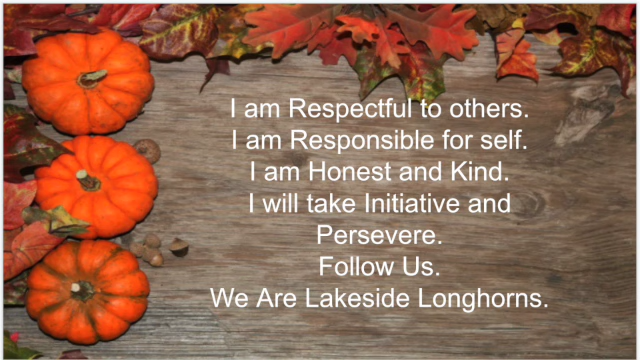 I am Respectful to others.
I am Responsible for self.
I am Honest and Kind.
I will take Initiative and
Persevere.
Follow Us.
We Are Lakeside Longhorns.